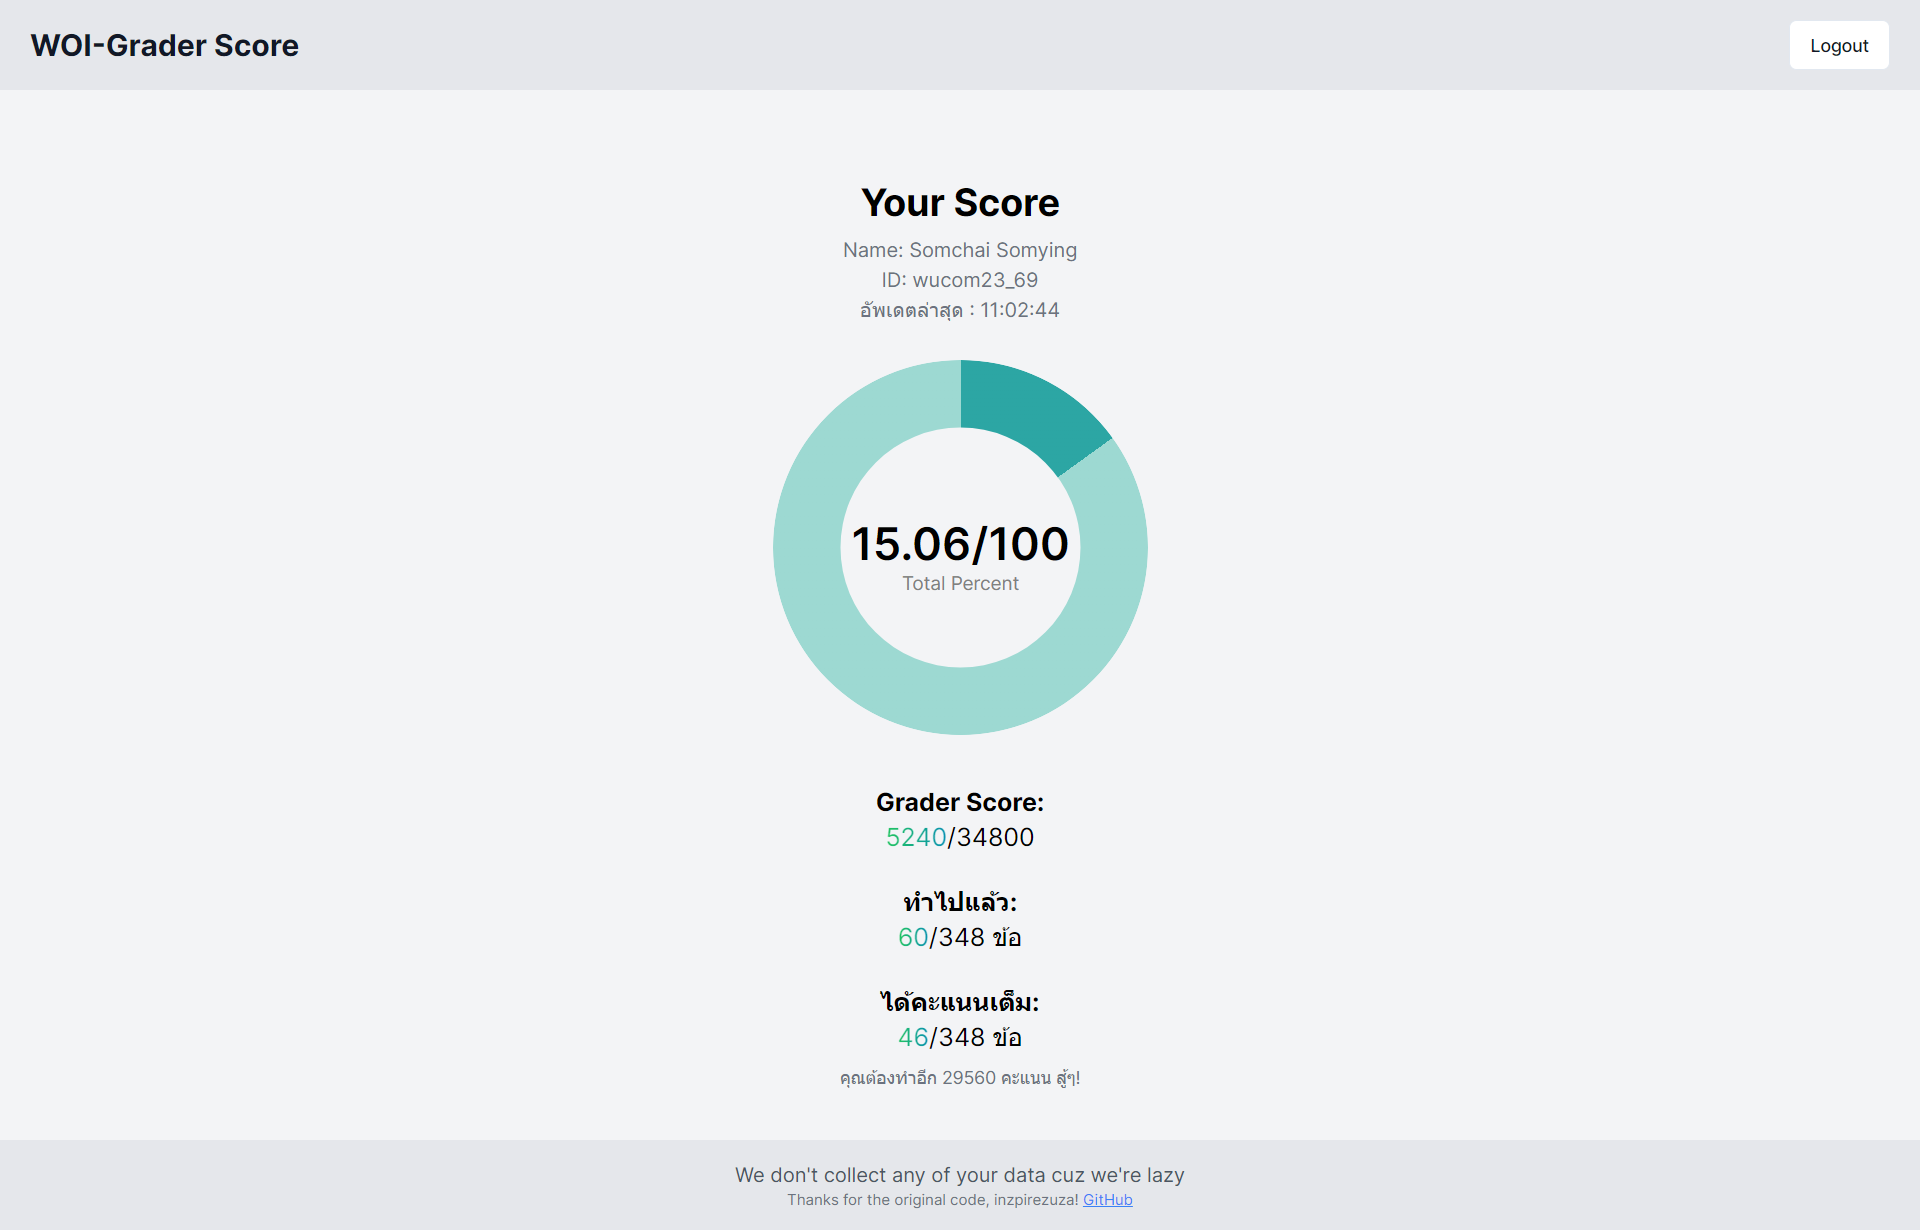 WOI-Grader Score
Logout
Your Score
Name: Somchai Somying
ID: wucom23_69
อัพเดตล่าสุด : 11:02:44
15.06/100
Total Percent
Grader Score:
5240/34800
ทำไปแล้ว:
60/348 ข้อ
ได้คะแนนเต็ม:
46/348 ข้อ
คุณต้องทำอีก 29560 คะแนน สู้ๆ!
We don't collect any of your data cuz we're lazy
Thanks for the original code, inzpirezuza! GitHub